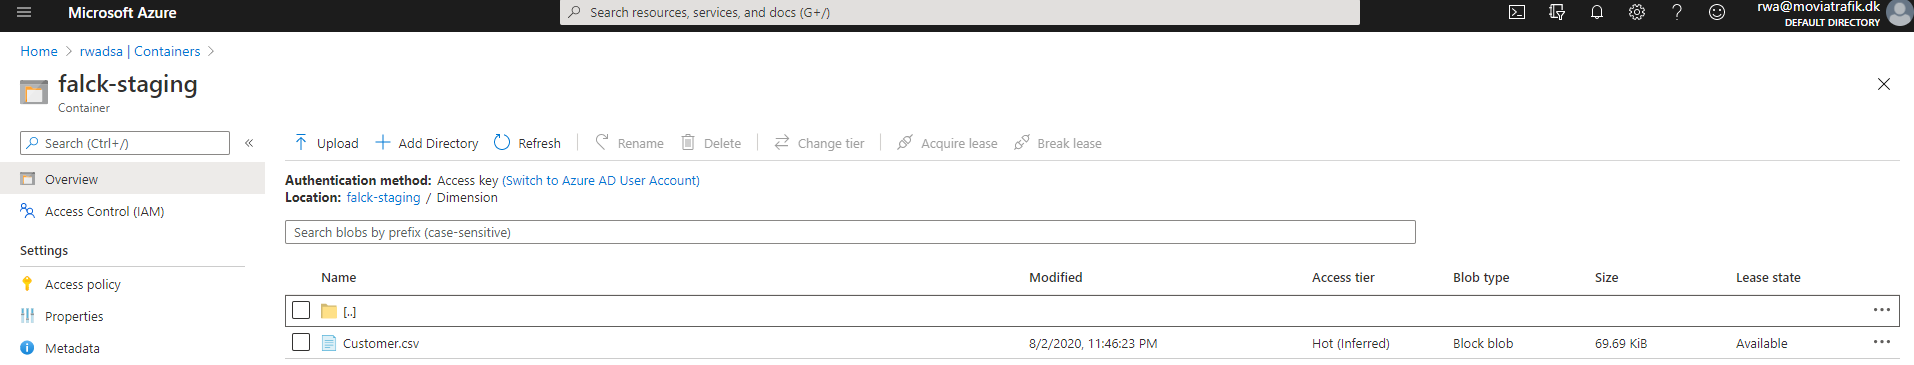 Microsoft Azure
Search resources, services, and docs (G+/)
rwa@moviatrafik.dk
DEFAULT DIRECTORY
Home > rwadsa | Containers >
falck-staging
Container
Search (Ctrl+/)
«
Upload
Add Directory
Refresh
Rename
Delete
Change tier
Acquire lease
Break lease
Overview
Access Control (IAM)
Settings
Access policy
Properties
Metadata
Authentication method: Access key (Switch to Azure AD User Account)
Location: falck-staging / Dimension
Search blobs by prefix (case-sensitive)
Name Modified Access tier Blob type Size Lease state
[..]
Customer.csv 8/2/2020, 11:46:23 PM Hot (Inferred) Block blob 69.69 KiB Available